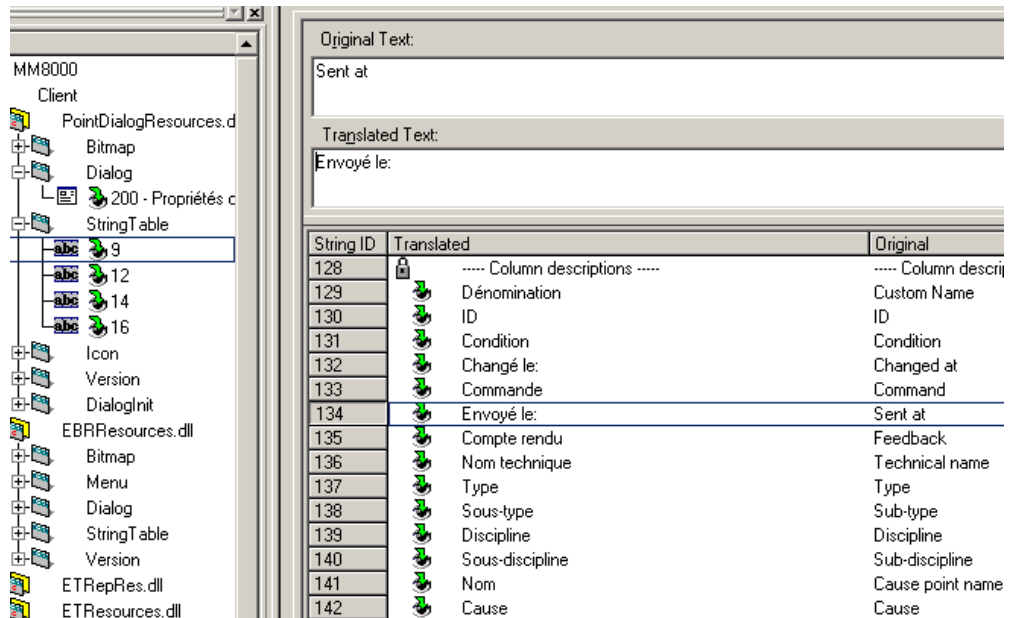 MM8000
Client
PointDialogResources.d
Bitmap
Dialog
200 - Propriétés c
StringTable
abc 9
abc 12
abc 14
abc 16
Icon
Version
DialogInit
EBRResources.dll
Bitmap
Menu
Dialog
StringTable
Version
ETRepRes.dll
ETResources.dll
Original Text:
Sent at
Translated Text:
Envoyé le:
String ID Translated Original
128 ----- Column descriptions ----- ----- Column descrip
129 Dénomination Custom Name
130 ID ID
131 Condition Condition
132 Changé le: Changed at
133 Commande Command
134 Envoyé le: Sent at
135 Compte rendu Feedback
136 Nom technique Technical name
137 Type Type
138 Sous-type Sub-type
139 Discipline Discipline
140 Sous-discipline Sub-discipline
141 Nom Cause point name
142 Cause Cause